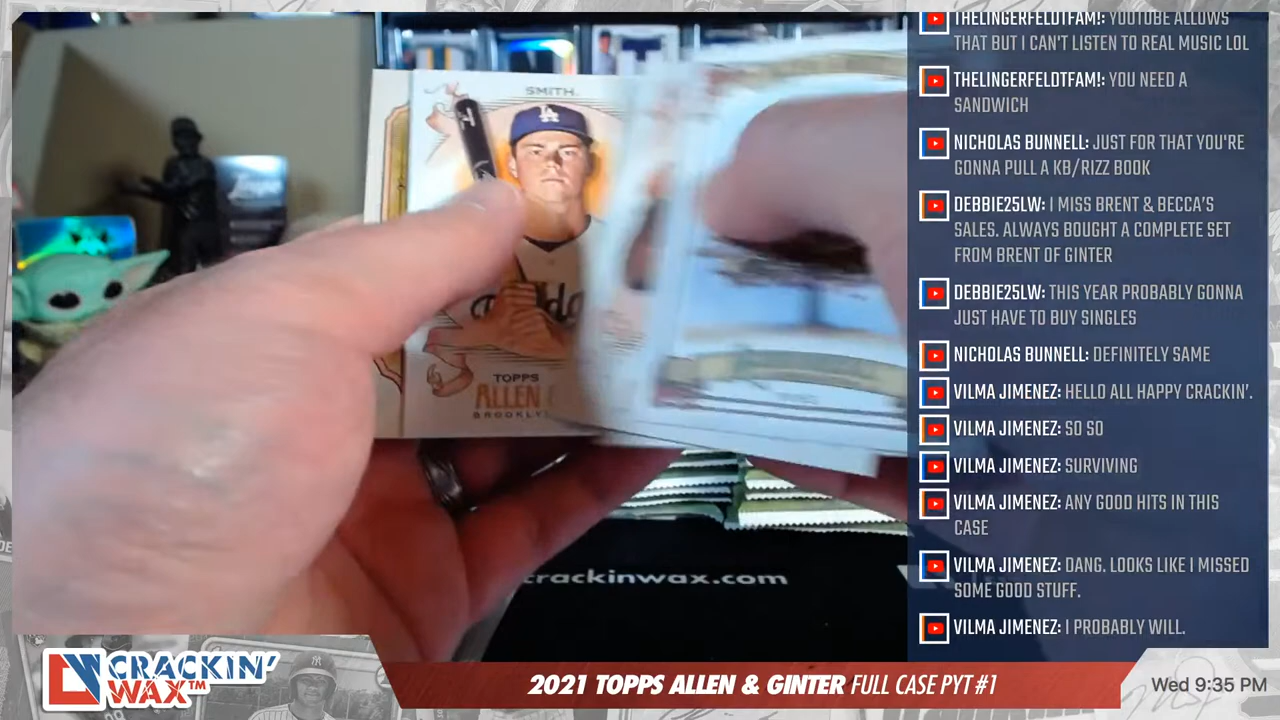 SMITH
TOPPS
ALLEN
BROOKLY
crackinwax.com
THELINGERFELDTFAM!: YOUTUBE ALLOWS
THAT BUT I CAN'T LISTEN TO REAL MUSIC LOL
THELINGERFELDTFAM!: YOU NEED A
SANDWICH
NICHOLAS BUNNELL: JUST FOR THAT YOU'RE
GONNA PULL A KB/RIZZ BOOK
DEBBIE25LW: I MISS BRENT & BECCA'S
SALES. ALWAYS BOUGHT A COMPLETE SET
FROM BRENT OF GINTER
DEBBIE25LW: THIS YEAR PROBABLY GONNA
JUST HAVE TO BUY SINGLES
NICHOLAS BUNNELL: DEFINITELY SAME
VILMA JIMENEZ: HELLO ALL HAPPY CRACKIN'.
VILMA JIMENEZ: SO SO
VILMA JIMENEZ: SURVIVING
VILMA JIMENEZ: ANY GOOD HITS IN THIS
CASE
VILMA JIMENEZ: DANG. LOOKS LIKE I MISSED
SOME GOOD STUFF.
VILMA JIMENEZ: I PROBABLY WILL.
CRACKIN'
WAX™
2021 TOPPS ALLEN & GINTER FULL CASE PYT #1
Wed 9:35 PM